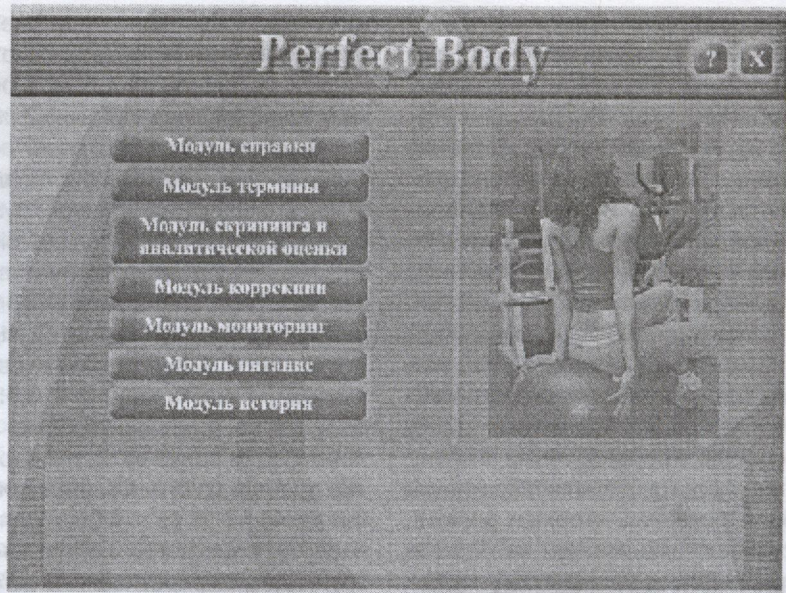 Perfect Body
? X
Модуль справки
Модуль термины
Модуль скрининга и
аналитической оценки
Модуль коррекции
Модуль мониторинг
Модуль питание
Модуль история